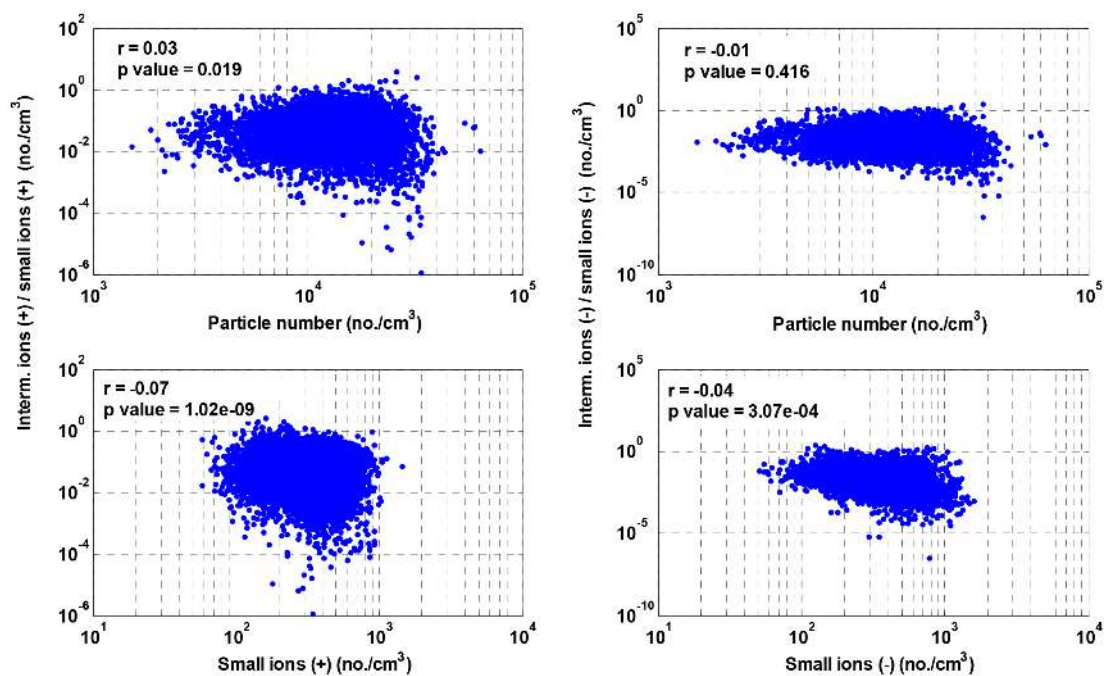 10^2
r = 0.03
p value = 0.019
10^0
10^-2
10^-4
10^-6
10^3
10^4
10^5
Particle number (no./cm^3)
Interm. ions (+) / small ions (+) (no./cm^3)
10^5
r = -0.01
p value = 0.416
10^0
10^-5
10^-10
10^3
10^4
10^5
Particle number (no./cm^3)
Interm. ions (-) / small ions (-) (no./cm^3)
10^2
r = -0.07
p value = 1.02e-09
10^0
10^-2
10^-4
10^-6
10^1
10^2
10^3
10^4
Small ions (+) (no./cm^3)
10^5
r = -0.04
p value = 3.07e-04
10^0
10^-5
10^-10
10^1
10^2
10^3
10^4
Small ions (-) (no./cm^3)